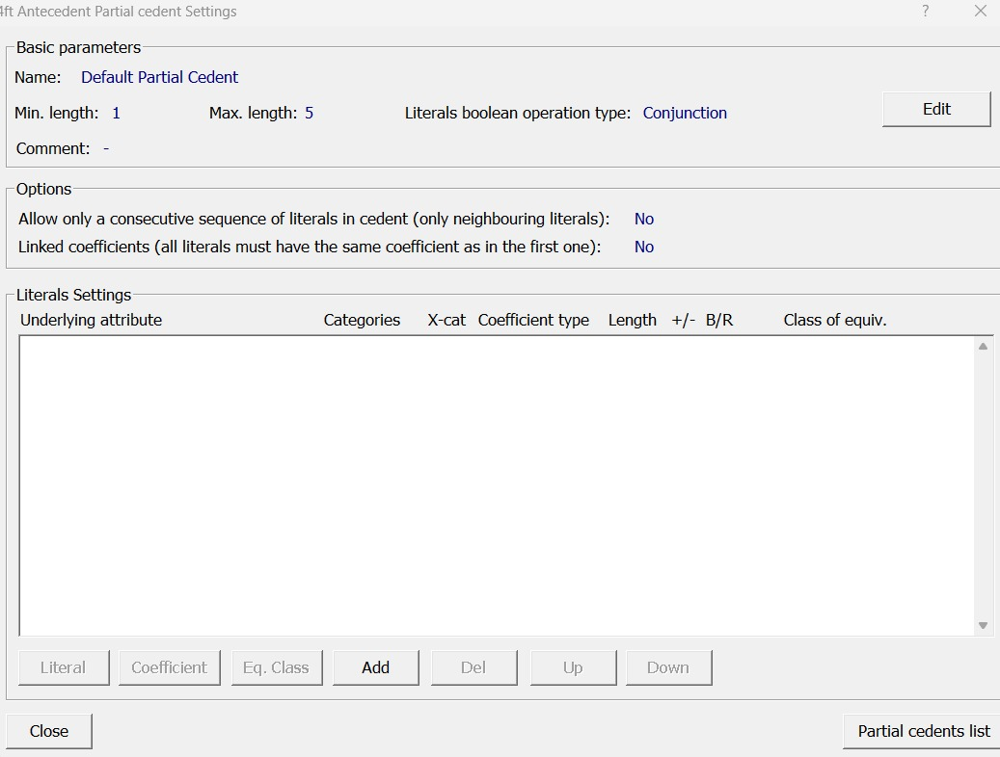 4ft Antecedent Partial cedent Settings ?
Basic parameters
Name: Default Partial Cedent
Min. length: 1 Max. length: 5 Literals boolean operation type: Conjunction Edit
Comment: -
Options
Allow only a consecutive sequence of literals in cedent (only neighbouring literals): No
Linked coefficients (all literals must have the same coefficient as in the first one): No
Literals Settings
Underlying attribute Categories X-cat Coefficient type Length +/- B/R Class of equiv.
Literal Coefficient Eq. Class Add Del Up Down
Close Partial cedents list